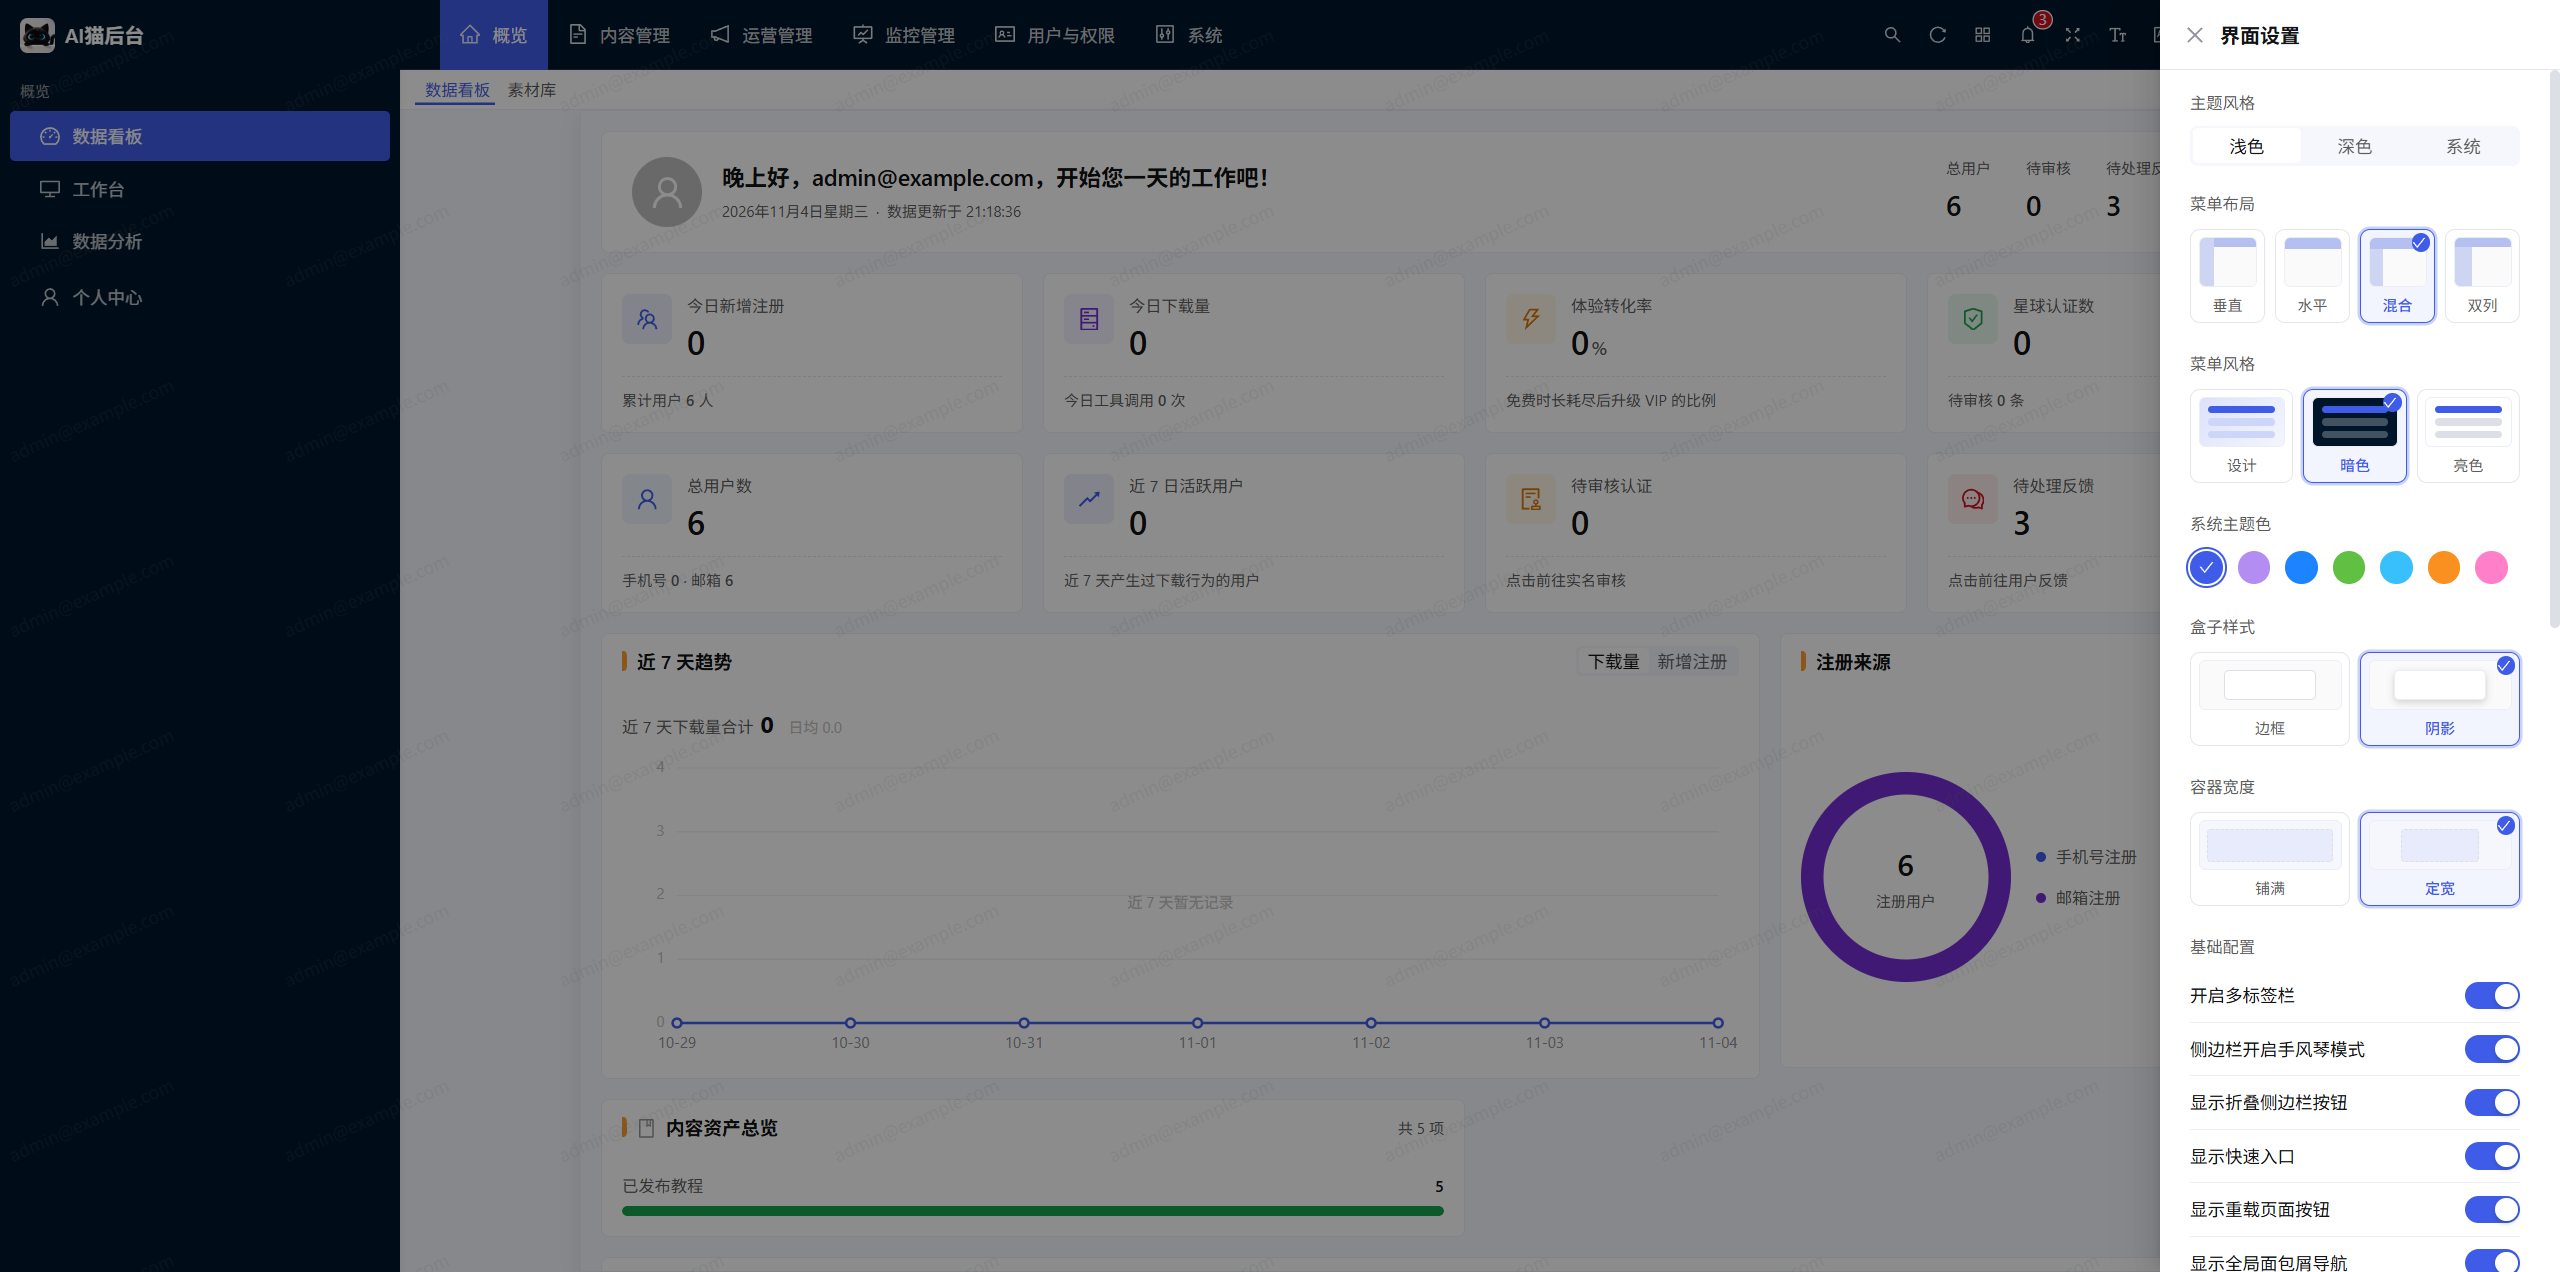 AI猫后台
概览
内容管理
运营管理
监控管理
用户与权限
系统
3
界面设置
概览
数据看板
工作台
数据分析
个人中心
数据看板
素材库
晚上好，admin@example.com，开始您一天的工作吧！
2026年11月4日星期三 · 数据更新于 21:18:36
总用户
6
待审核
0
待处理反
3
今日新增注册
0
累计用户 6 人
今日下载量
0
今日工具调用 0 次
体验转化率
0%
免费时长耗尽后升级 VIP 的比例
星球认证数
0
待审核 0 条
总用户数
6
手机号 0 · 邮箱 6
近 7 日活跃用户
0
近 7 天产生过下载行为的用户
待审核认证
0
点击前往实名审核
待处理反馈
3
点击前往用户反馈
近 7 天趋势
下载量
新增注册
近 7 天下载量合计 0 日均 0.0
4
3
2
1
0
近 7 天暂无记录
10-29
10-30
10-31
11-01
11-02
11-03
11-04
注册来源
6
注册用户
手机号注册
邮箱注册
内容资产总览
共 5 项
已发布教程
5
主题风格
浅色
深色
系统
菜单布局
垂直
水平
混合
双列
菜单风格
设计
暗色
亮色
系统主题色
盒子样式
边框
阴影
容器宽度
铺满
定宽
基础配置
开启多标签栏
侧边栏开启手风琴模式
显示折叠侧边栏按钮
显示快速入口
显示重载页面按钮
显示全局面包屑导航
admin@example.com